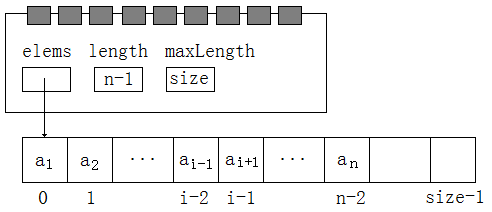 elems length maxLength
n-1 size
a1 a2 ... ai-1 ai+1 ... an
0 1 i-2 i-1 n-2 size-1